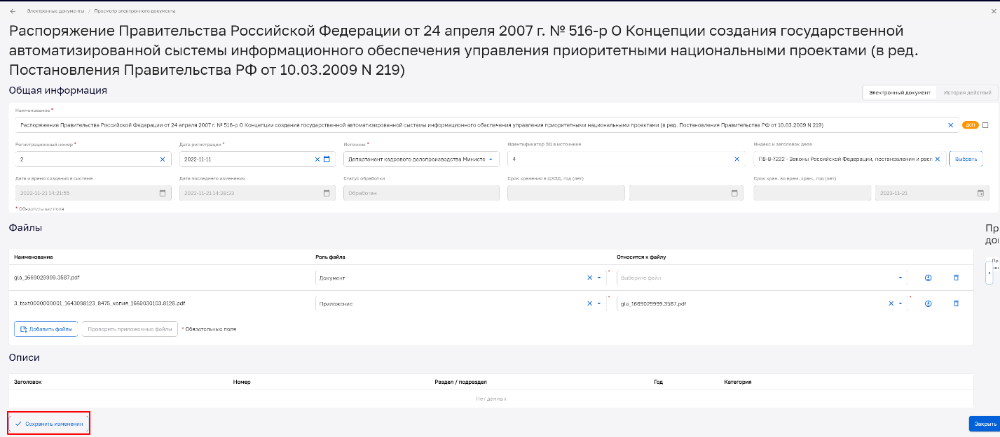 Электронные документы / Просмотр электронного документа
Распоряжение Правительства Российской Федерации от 24 апреля 2007 г. № 516-р О Концепции создания государственной
автоматизированной системы информационного обеспечения управления приоритетными национальными проектами (в ред.
Постановления Правительства РФ от 10.03.2009 N 219)
Общая информация
Электронный документ История действий
Наименование *
Распоряжение Правительства Российской Федерации от 24 апреля 2007 г. № 516-р О Концепции создания государственной автоматизированной системы информационного обеспечения управления приоритетными национальными проектами (в ред. Постановления Правительства РФ от 10.03.2009 N 219) ДСП
Регистрационный номер * Дата регистрации * Источник * Идентификатор ЭД в источнике Индекс и заголовок дела
2 2022-11-11 Департамент кадрового делопроизводства Министе 4 П8-8-7222 - Законы Российской Федерации, постановления и расп Выбрать
Дата и время создания в системе Дата последнего изменения Статус обработки Срок хранения в ЦХЭД, год (лет) Срок хран. во врем. хран., год (лет)
2022-11-21 14:21:55 2022-11-21 14:28:23 Обработан 2023-11-21
* Обязательные поля
Файлы Пр
до
Наименование Роль файла Относится к файлу
Пр
gla_1669029999.3587.pdf Документ * Выберите файл
3_text0000000001_1643098123_8475_копия_1669030103.8128.pdf Приложение * gla_1669029999.3587.pdf *
Добавить файлы Проверить приложенные файлы * Обязательные поля
Описи
Заголовок Номер Раздел / подраздел Год Категория
Нет данных
Сохранить изменения Закрыть